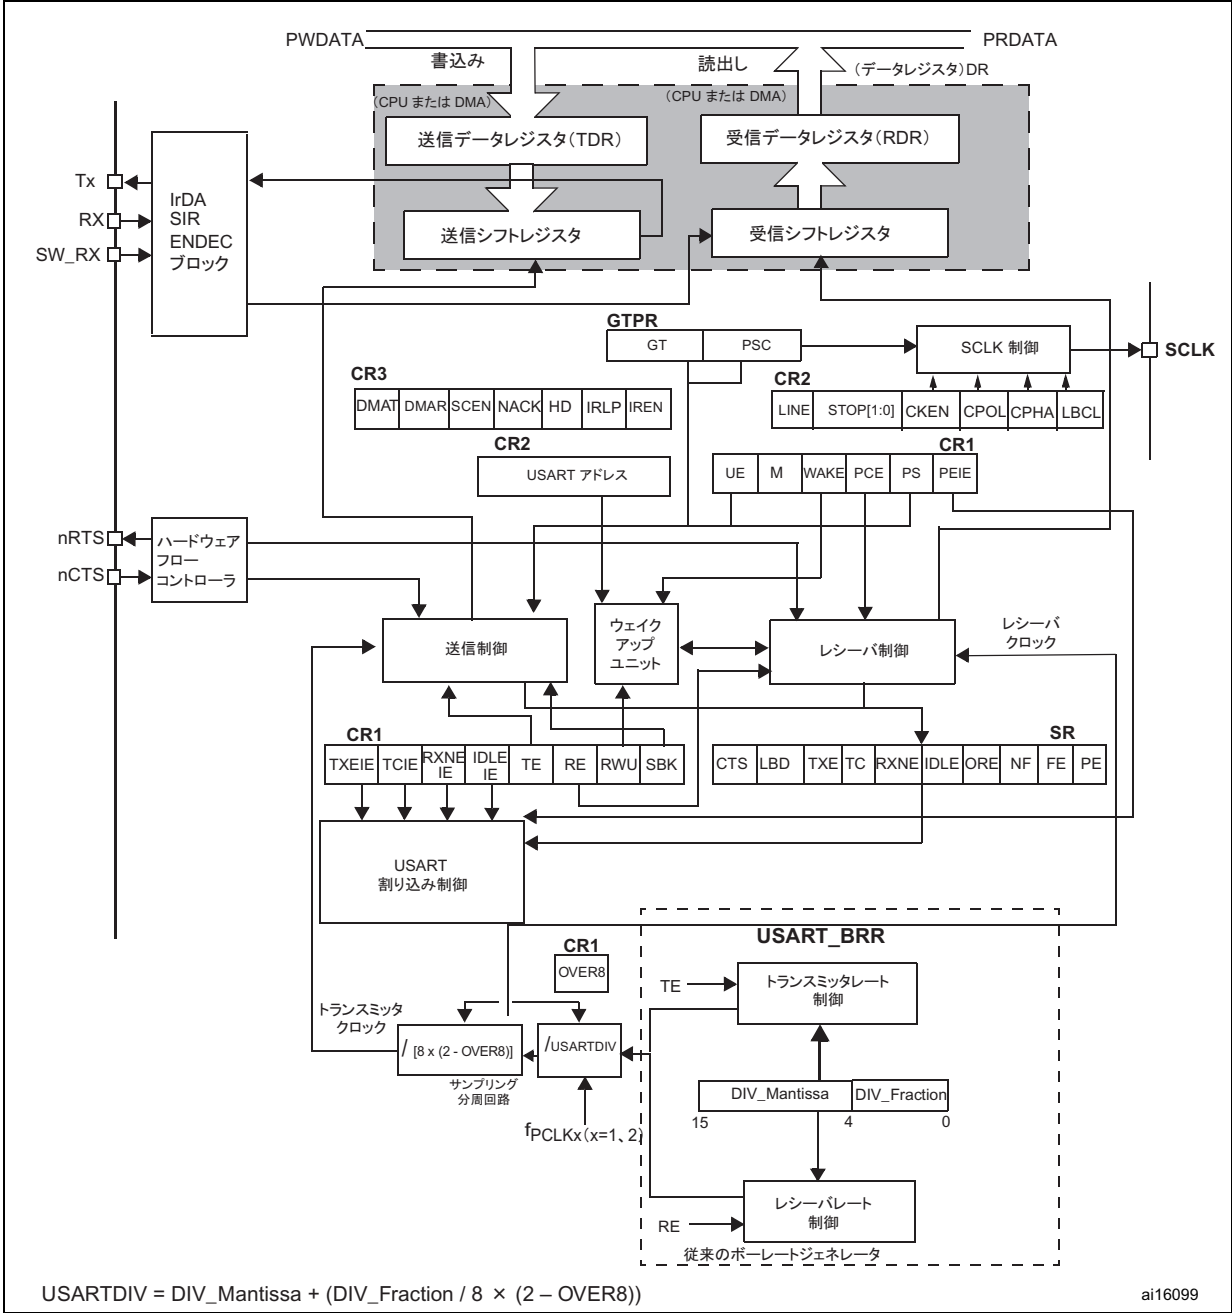 PWDATA
PRDATA
書込み
読出し
(データレジスタ)DR
(CPU または DMA)
(CPU または DMA)
送信データレジスタ(TDR)
受信データレジスタ(RDR)
Tx
RX
SW_RX
IrDA
SIR
ENDEC
ブロック
送信シフトレジスタ
受信シフトレジスタ
GTPR
GT
PSC
SCLK 制御
SCLK
CR3
DMAT
DMAR
SCEN
NACK
HD
IRLP
IREN
CR2
LINE
STOP[1:0]
CKEN
CPOL
CPHA
LBCL
CR2
USART アドレス
CR1
UE
M
WAKE
PCE
PS
PEIE
nRTS
nCTS
ハードウェア
フロー
コントローラ
送信制御
ウェイク
アップ
ユニット
レシーバ制御
レシーバ
クロック
CR1
TXEIE
TCIE
RXNE
IE
IDLE
IE
TE
RE
RWU
SBK
SR
CTS
LBD
TXE
TC
RXNE
IDLE
ORE
NF
FE
PE
USART
割り込み制御
CR1
OVER8
USART_BRR
TE
トランスミッタレート
制御
トランスミッタ
クロック
/ [8 x (2 - OVER8)]
/USARTDIV
サンプリング
分周回路
fPCLKx(x=1、2)
DIV_Mantissa
DIV_Fraction
15
4
0
レシーバレート
制御
RE
従来のボーレートジェネレータ
USARTDIV = DIV_Mantissa + (DIV_Fraction / 8 × (2 – OVER8))
ai16099